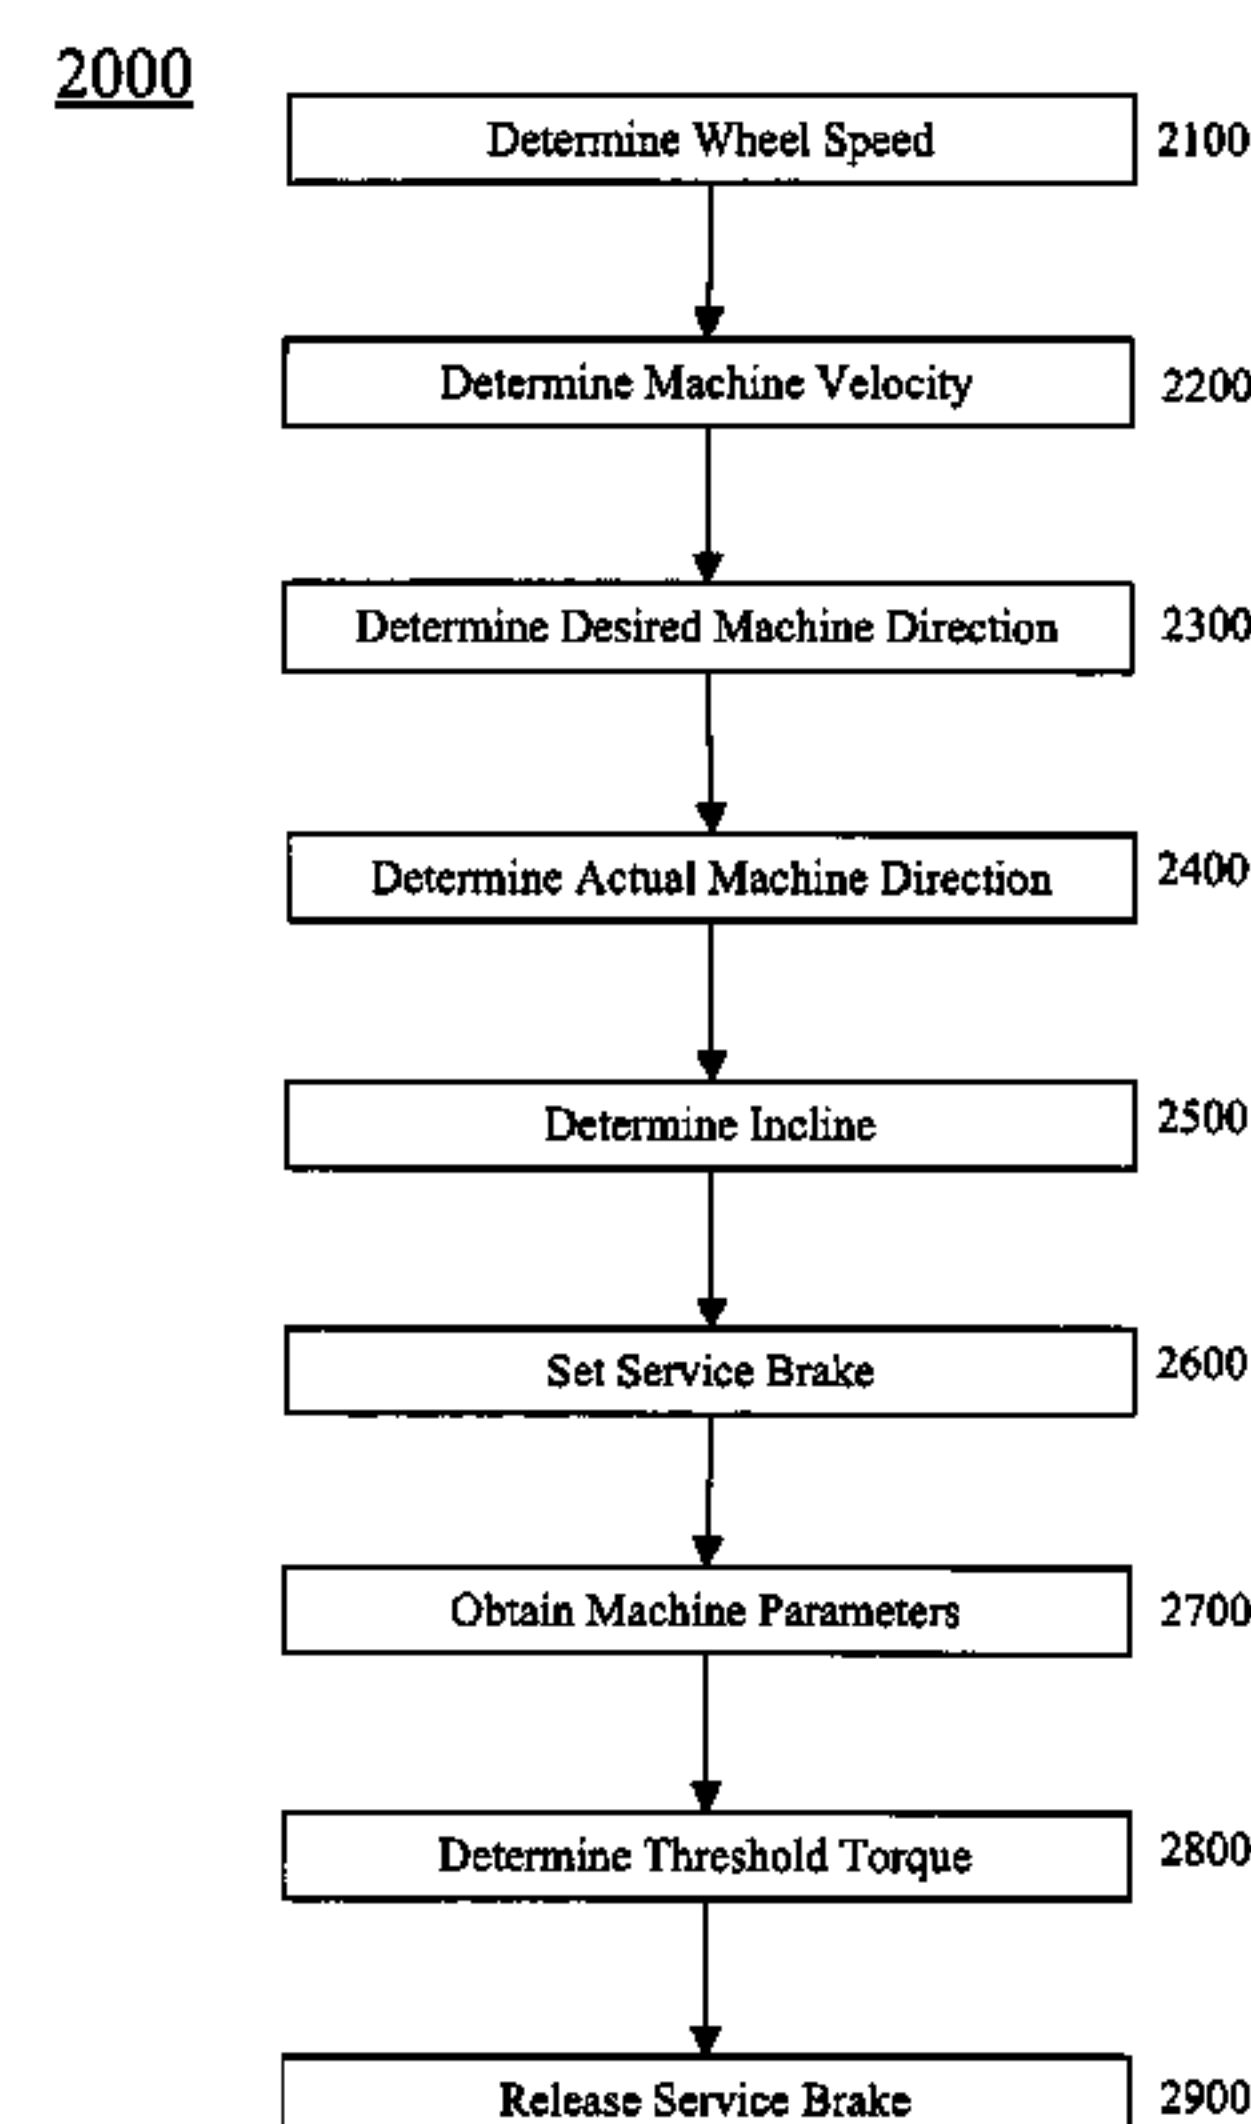 2000
Determine Wheel Speed 2100
Determine Machine Velocity 2200
Determine Desired Machine Direction 2300
Determine Actual Machine Direction 2400
Determine Incline 2500
Set Service Brake 2600
Obtain Machine Parameters 2700
Determine Threshold Torque 2800
Release Service Brake 2900